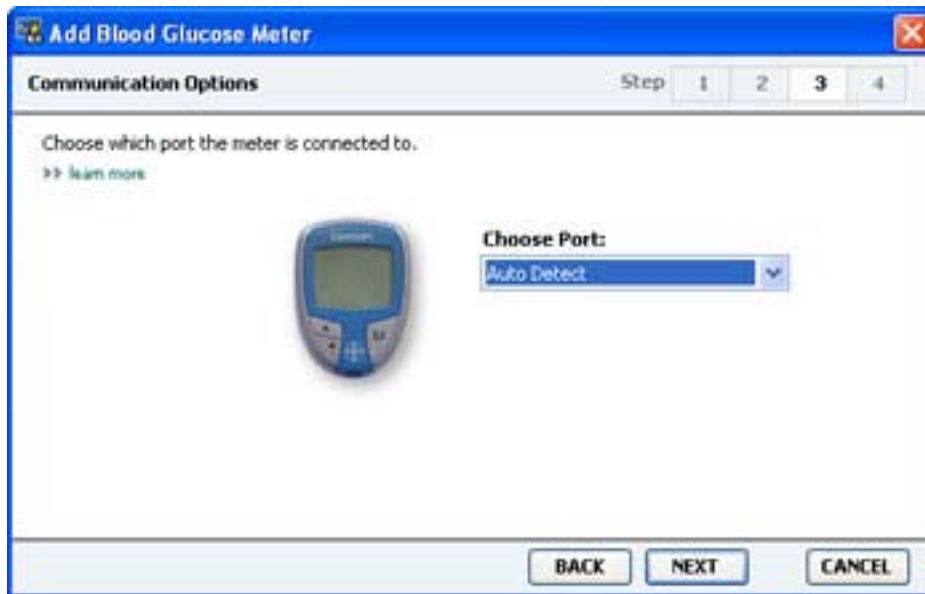 Add Blood Glucose Meter
Communication Options
Step 1 2 3 4
Choose which port the meter is connected to.
>> learn more
Choose Port:
Auto Detect
BACK NEXT CANCEL